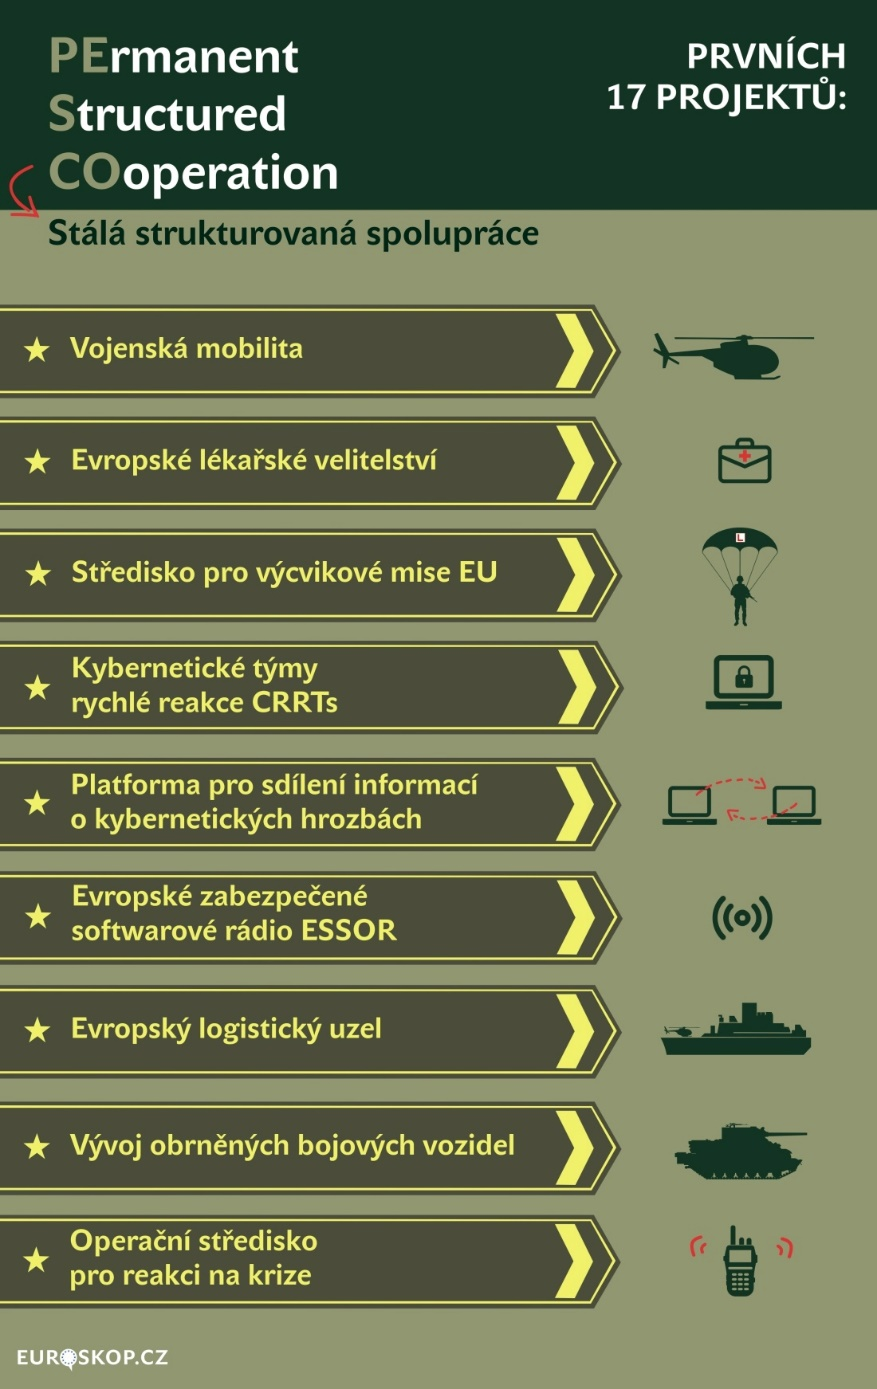 PErmanent
Structured
COoperation
PRVNÍCH
17 PROJEKTŮ:
Stálá strukturovaná spolupráce
Vojenská mobilita
Evropské lékařské velitelství
Středisko pro výcvikové mise EU
L
Kybernetické týmy
rychlé reakce CRRTs
Platforma pro sdílení informací
o kybernetických hrozbách
Evropské zabezpečené
softwarové rádio ESSOR
Evropský logistický uzel
Vývoj obrněných bojových vozidel
Operační středisko
pro reakci na krize
EUROSKOP.CZ